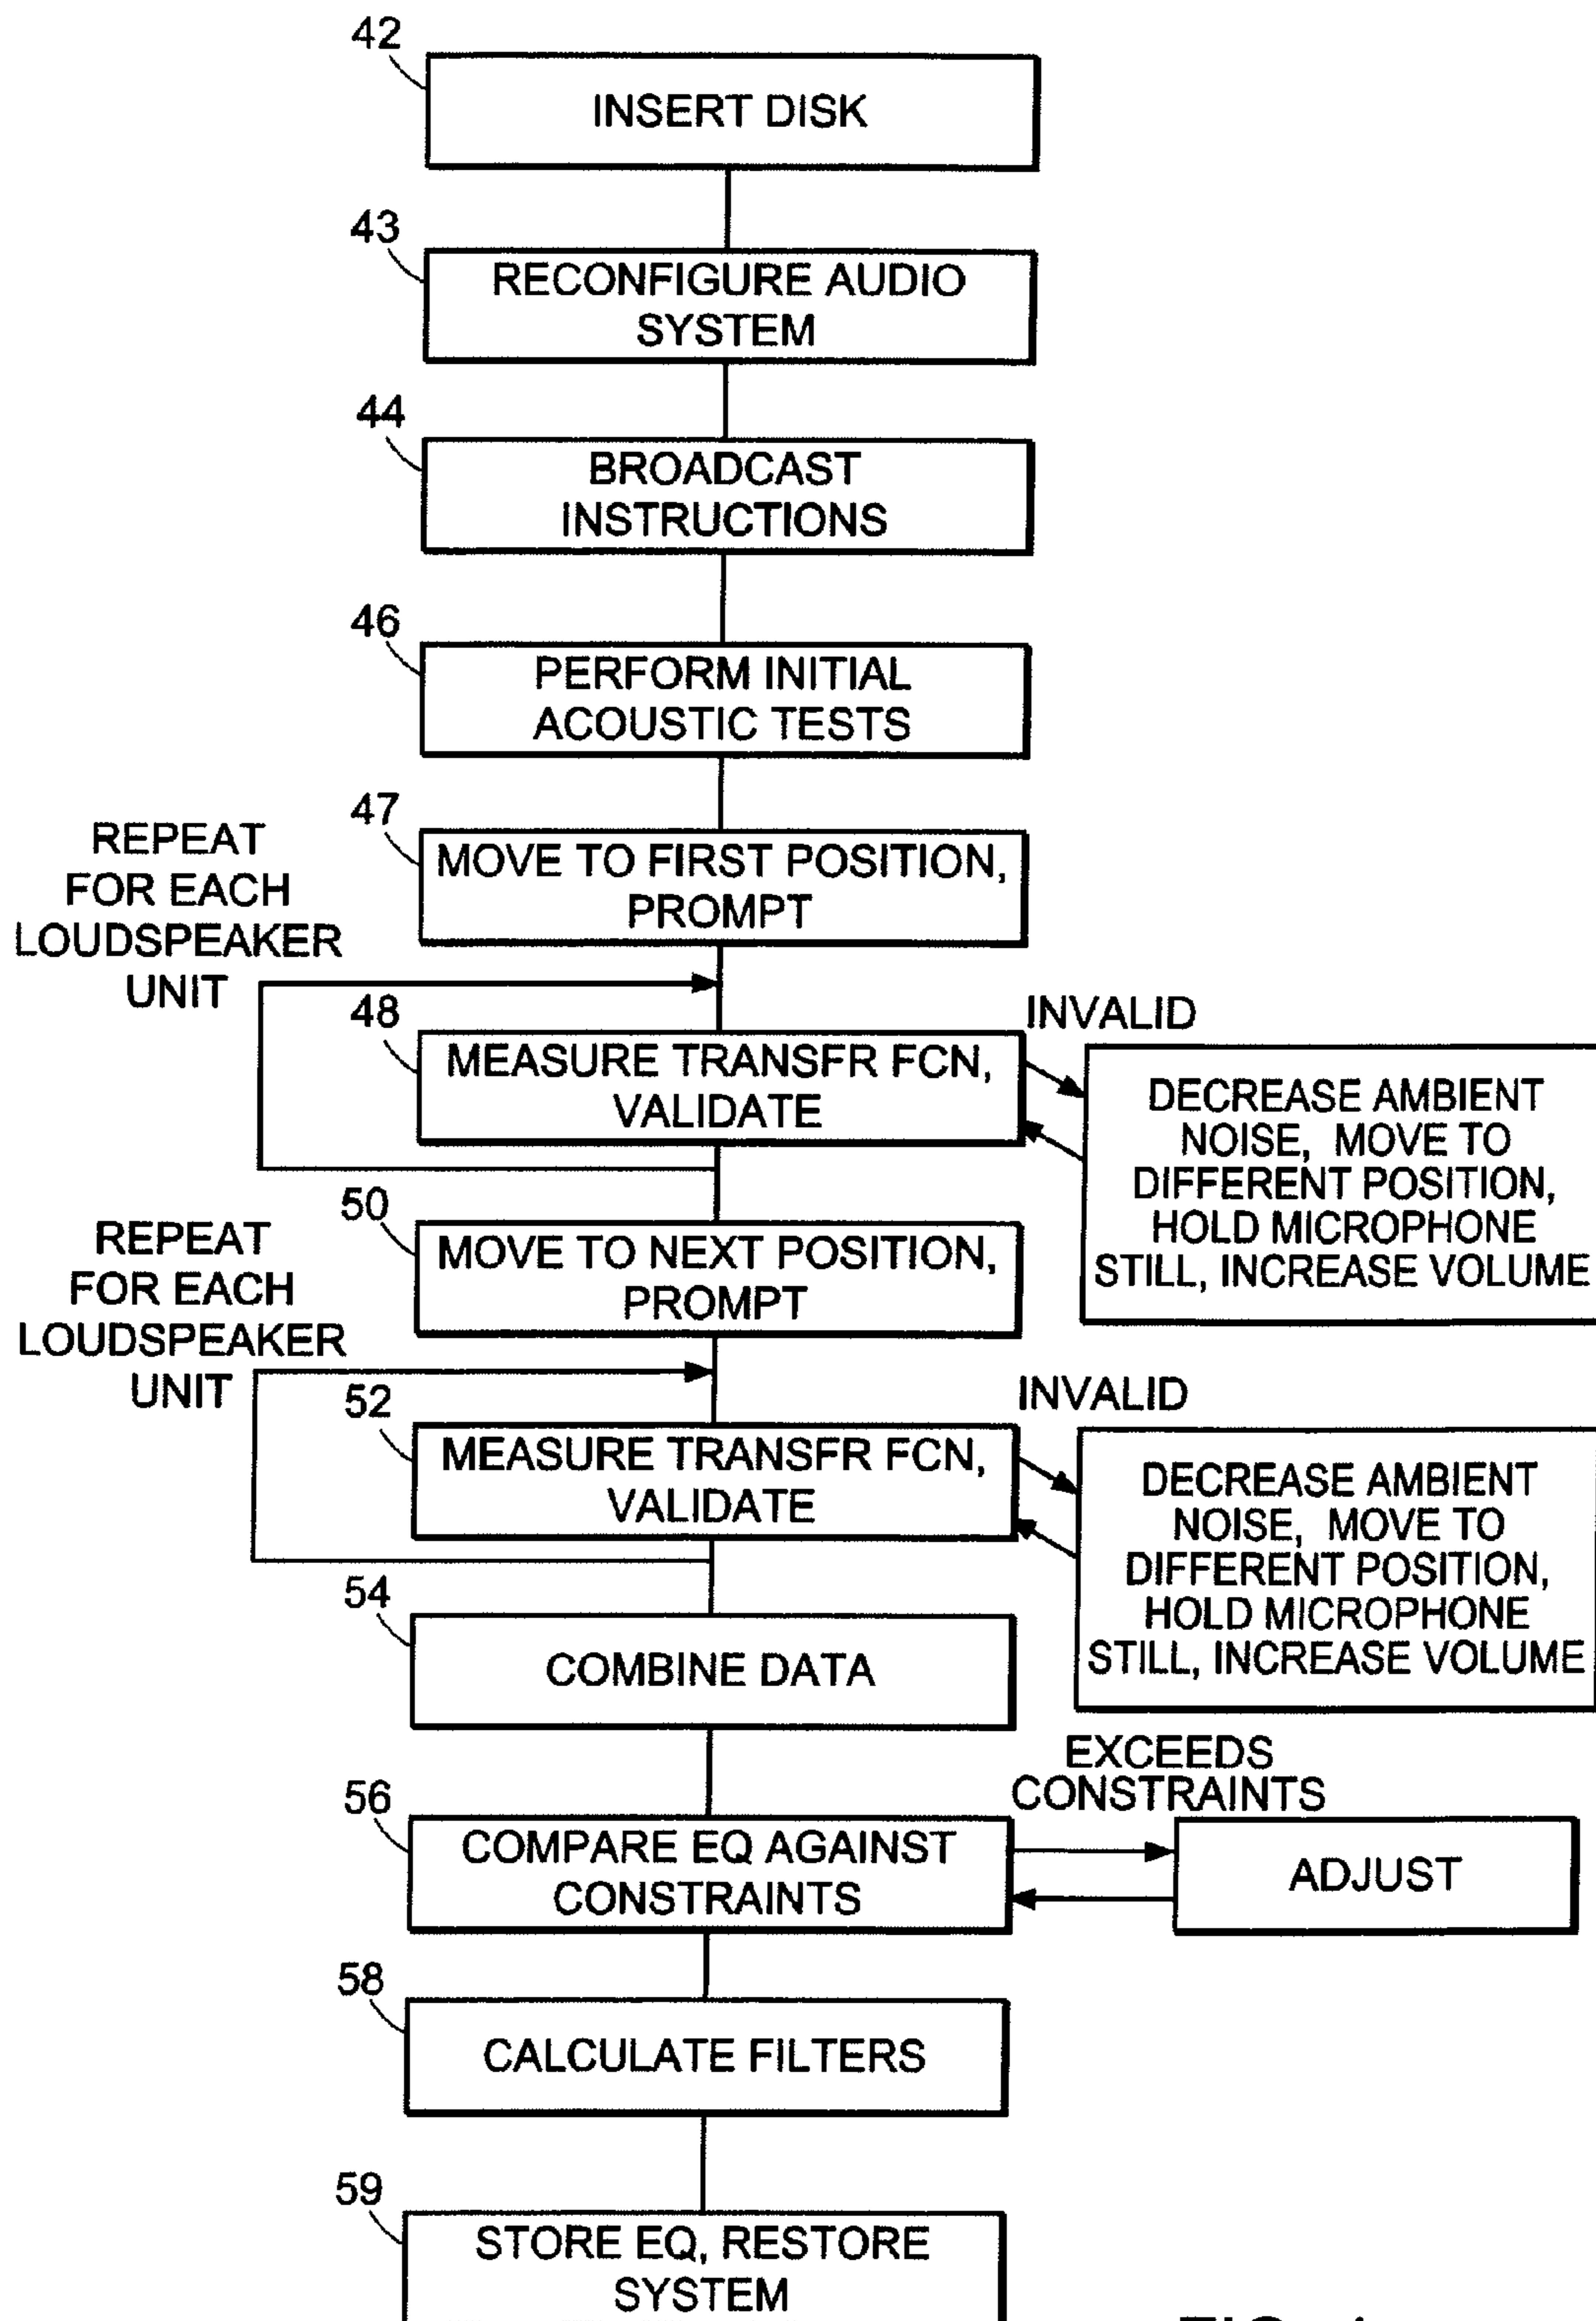 42
INSERT DISK
43
RECONFIGURE AUDIO
SYSTEM
44
BROADCAST
INSTRUCTIONS
46
PERFORM INITIAL
ACOUSTIC TESTS
47
MOVE TO FIRST POSITION,
PROMPT
REPEAT
FOR EACH
LOUDSPEAKER
UNIT
48
MEASURE TRANSFR FCN,
VALIDATE
INVALID
DECREASE AMBIENT
NOISE, MOVE TO
DIFFERENT POSITION,
HOLD MICROPHONE
STILL, INCREASE VOLUME
50
MOVE TO NEXT POSITION,
PROMPT
REPEAT
FOR EACH
LOUDSPEAKER
UNIT
52
MEASURE TRANSFR FCN,
VALIDATE
INVALID
DECREASE AMBIENT
NOISE, MOVE TO
DIFFERENT POSITION,
HOLD MICROPHONE
STILL, INCREASE VOLUME
54
COMBINE DATA
56
COMPARE EQ AGAINST
CONSTRAINTS
EXCEEDS
CONSTRAINTS
ADJUST
58
CALCULATE FILTERS
59
STORE EQ, RESTORE
SYSTEM